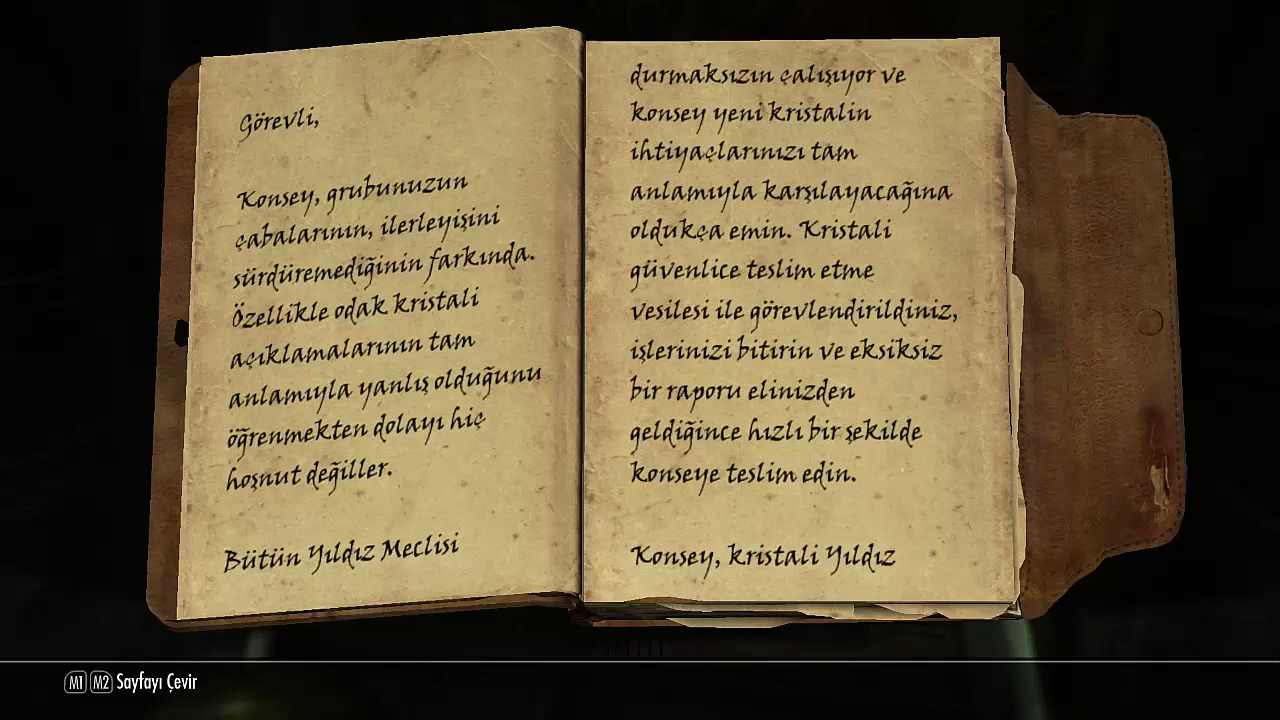 Görevli,
Konsey, grubunuzun
çabalarının, ilerleyişini
sürdüremediğinin farkında.
Özellikle odak kristali
açıklamalarının tam
anlamıyla yanlış olduğunu
öğrenmekten dolayı hiç
hoşnut değiller.
Bütün Yıldız Meclisi
durmaksızın çalışıyor ve
konsey yeni kristalin
ihtiyaçlarınızı tam
anlamıyla karşılayacağına
oldukça emin. Kristali
güvenlice teslim etme
vesilesi ile görevlendirildiniz,
işlerinizi bitirin ve eksiksiz
bir raporu elinizden
geldiğince hızlı bir şekilde
konseye teslim edin.
Konsey, kristali Yıldız
M1 M2 Sayfayı Çevir